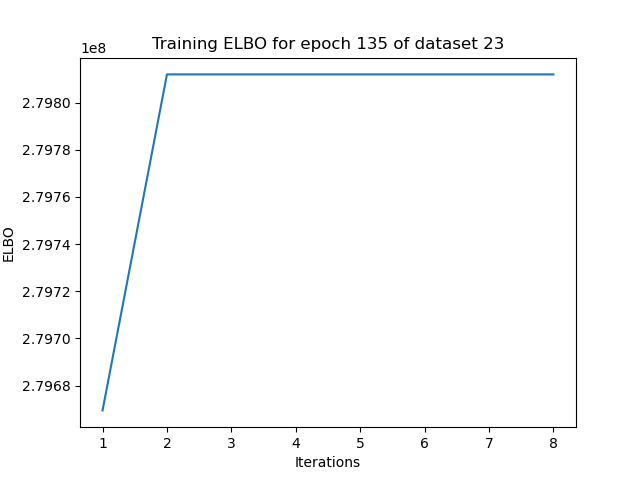 Training ELBO for epoch 135 of dataset 23
1e8
2.7980
2.7978
2.7976
2.7974
2.7972
2.7970
2.7968
ELBO
1 2 3 4 5 6 7 8
Iterations